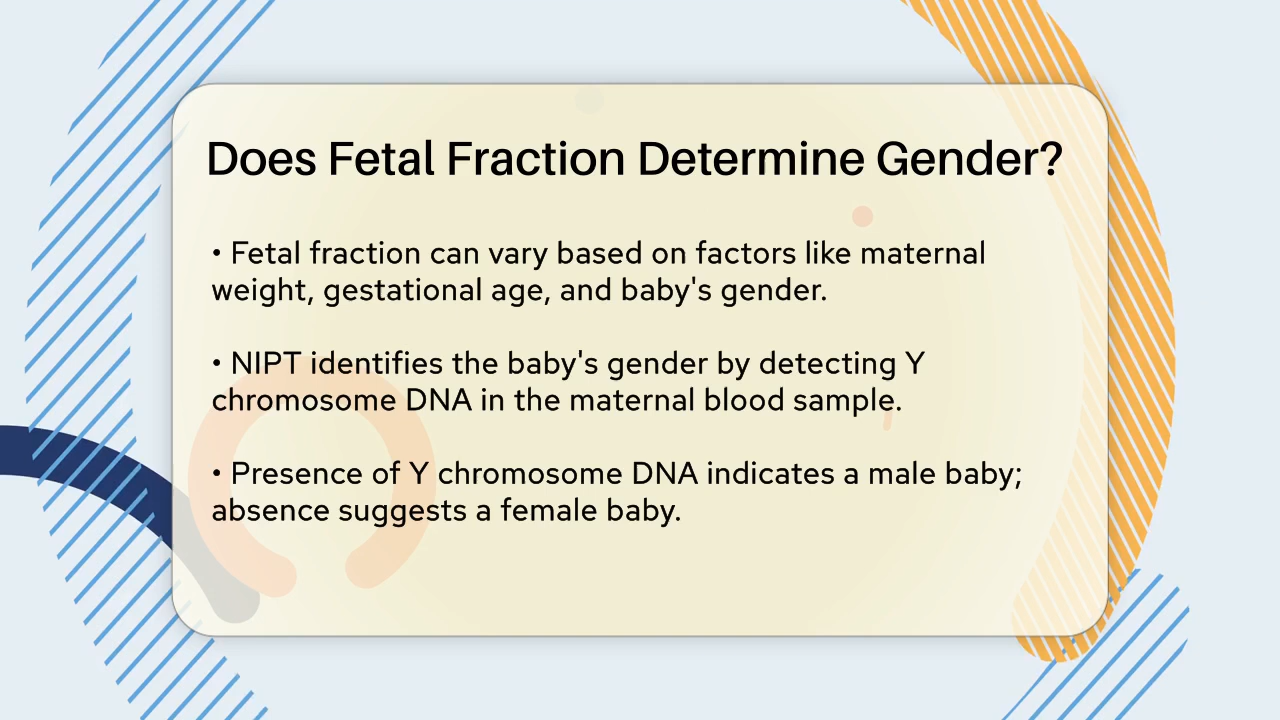 Does Fetal Fraction Determine Gender?
• Fetal fraction can vary based on factors like maternal
weight, gestational age, and baby's gender.
• NIPT identifies the baby's gender by detecting Y
chromosome DNA in the maternal blood sample.
• Presence of Y chromosome DNA indicates a male baby;
absence suggests a female baby.